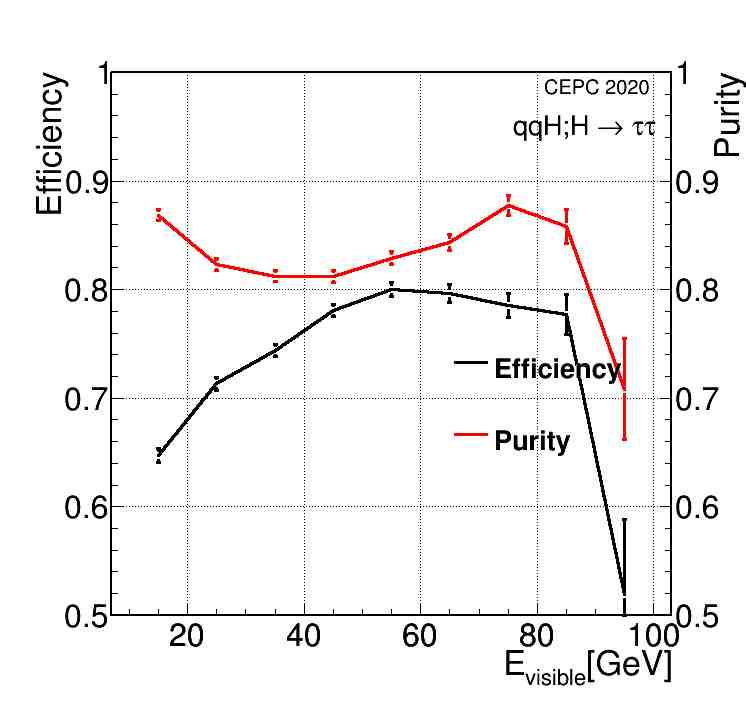 Efficiency
Purity
CEPC 2020
qqH;H → ττ
1
0.9
0.8
0.7
0.6
0.5
1
0.9
0.8
0.7
0.6
0.5
Efficiency
Purity
20 40 60 80 100
E_visible[GeV]